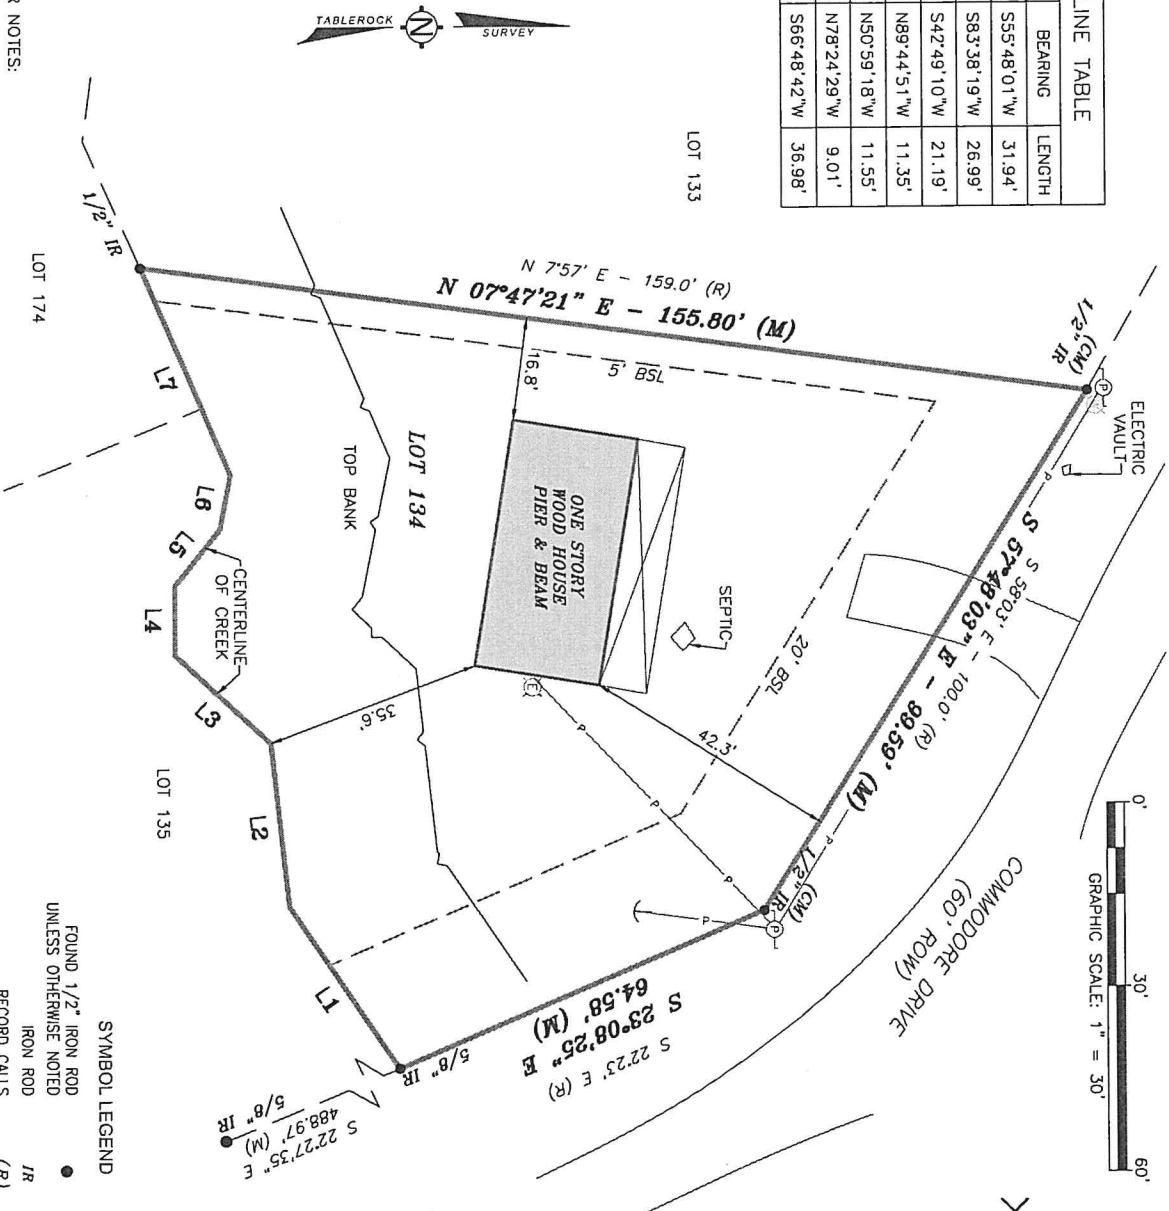 LINE TABLE
BEARING LENGTH
S55°48'01"W 31.94'
S83°38'19"W 26.99'
S42°49'10"W 21.19'
N89°44'51"W 11.35'
N50°59'18"W 11.55'
N78°24'29"W 9.01'
S66°48'42"W 36.98'
TABLEROCK
N
SURVEY
R NOTES:
LOT 133
1/2" IR
LOT 174
N 7°57' E - 159.0' (R)
N 07°47'21" E - 155.80' (M)
5' BSL
16.8'
1/2" IR
(CM)
P
ELECTRIC
VAULT
P
S 57°48'03" E - 99.59' (M)
S 58°03' E - 100.0' (R)
20' BSL
LOT 134
TOP BANK
ONE STORY
WOOD HOUSE
PIER & BEAM
SEPTIC
E
P
P
P
42.3'
35.6'
L7
L6
L5
L4
L3
L2
L1
CENTERLINE
OF CREEK
LOT 135
1/2" IR
(CM)
P
P
COMMODORE DRIVE
(60' ROW)
S 23°08'25" E
64.58' (M)
S 22°23' E (R)
5/8" IR
S 22°27'35" E
488.97' (M)
5/8" IR
0' 30' 60'
GRAPHIC SCALE: 1" = 30'
SYMBOL LEGEND
FOUND 1/2" IRON ROD
UNLESS OTHERWISE NOTED
IRON ROD IR
RECORD CALLS (R)